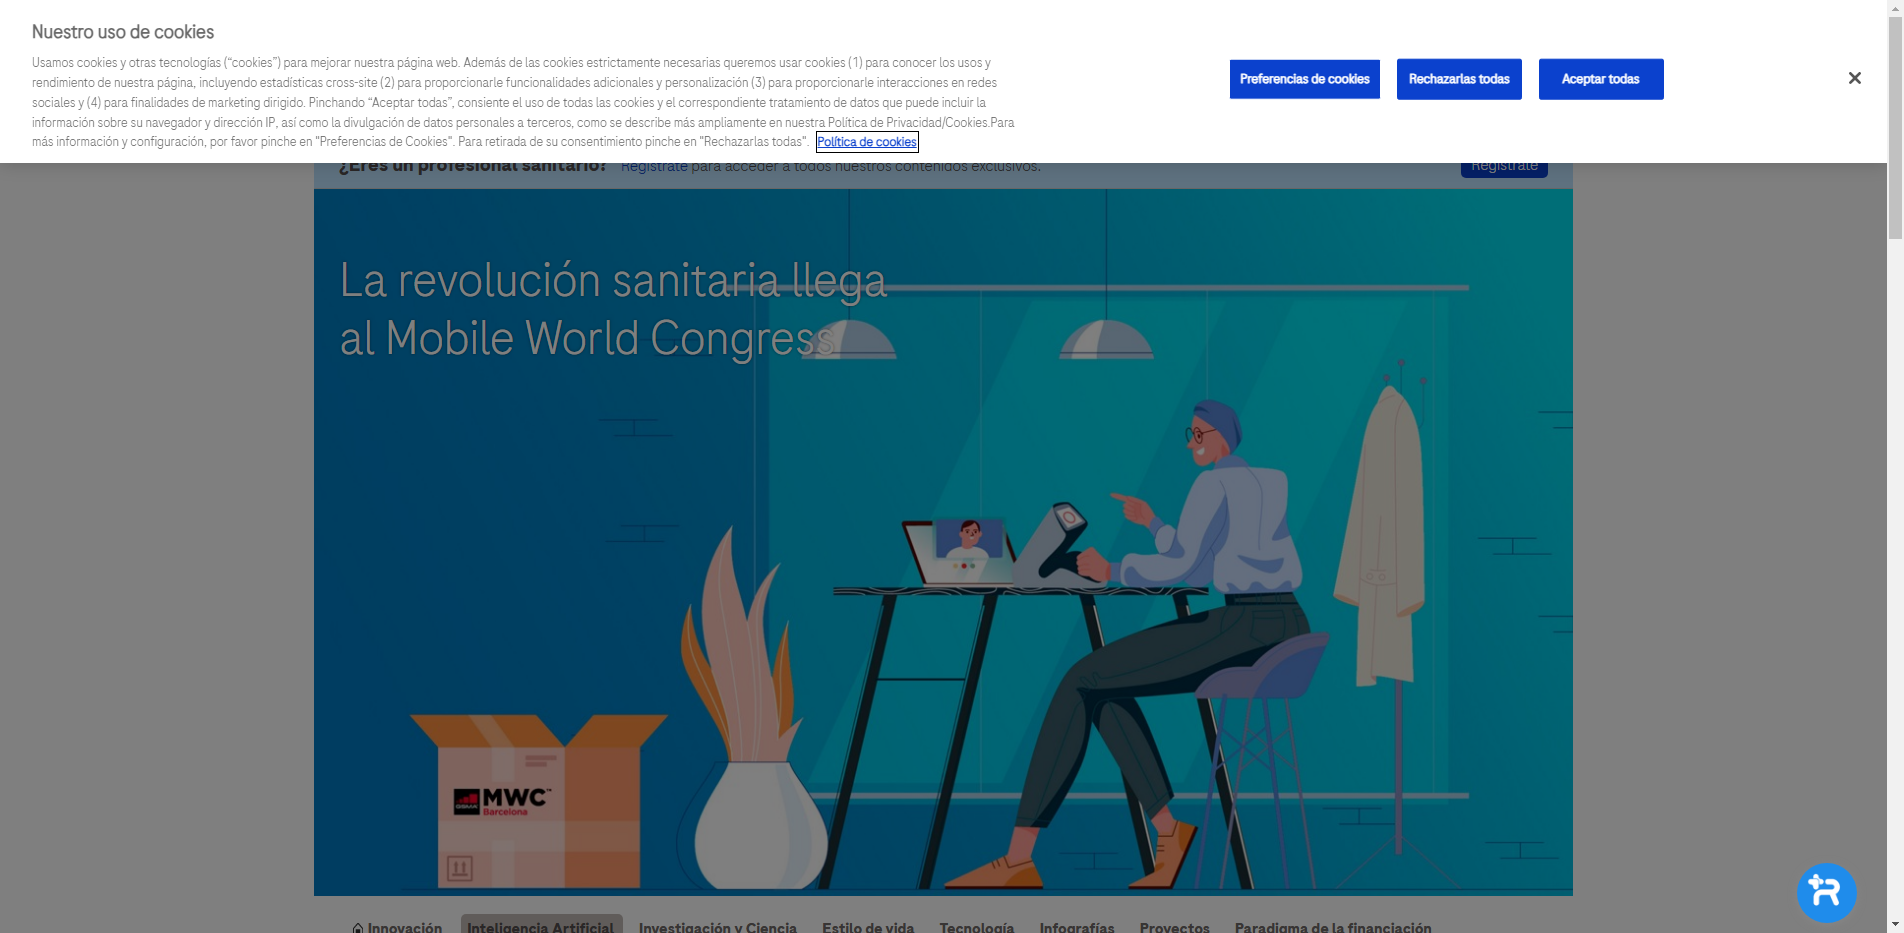 Nuestro uso de cookies
Usamos cookies y otras tecnologías (“cookies”) para mejorar nuestra página web. Además de las cookies estrictamente necesarias queremos usar cookies (1) para conocer los usos y
rendimiento de nuestra página, incluyendo estadísticas cross-site (2) para proporcionarle funcionalidades adicionales y personalización (3) para proporcionarle interacciones en redes
sociales y (4) para finalidades de marketing dirigido. Pinchando “Aceptar todas”, consiente el uso de todas las cookies y el correspondiente tratamiento de datos que puede incluir la
información sobre su navegador y dirección IP, así como la divulgación de datos personales a terceros, como se describe más ampliamente en nuestra Política de Privacidad/Cookies.Para
más información y configuración, por favor pinche en "Preferencias de Cookies". Para retirada de su consentimiento pinche en "Rechazarlas todas". Política de cookies
Preferencias de cookies
Rechazarlas todas
Aceptar todas
¿Eres un profesional sanitario? Regístrate para acceder a todos nuestros contenidos exclusivos.
Regístrate
La revolución sanitaria llega
al Mobile World Congress
GSMA MWC™
Barcelona
Innovación Inteligencia Artificial Investigación y Ciencia Estilo de vida Tecnología Infografías Proyectos Paradigma de la financiación